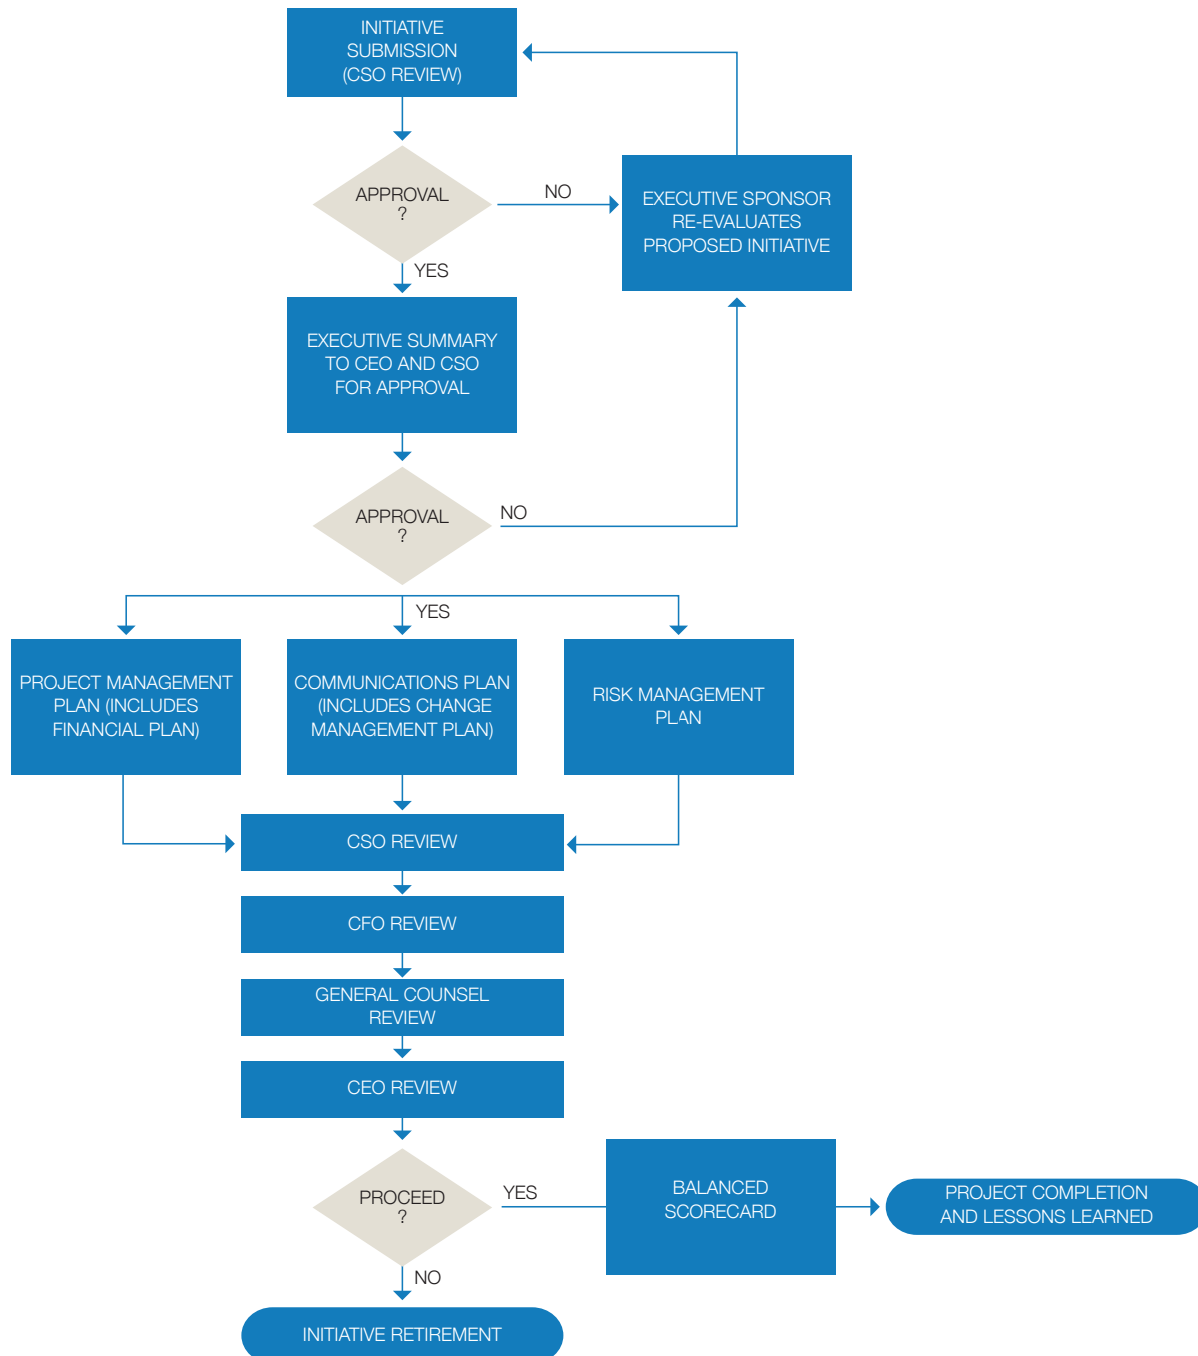 INITIATIVE
SUBMISSION
(CSO REVIEW)
APPROVAL
?
NO
EXECUTIVE SPONSOR
RE-EVALUATES
PROPOSED INITIATIVE
YES
EXECUTIVE SUMMARY
TO CEO AND CSO
FOR APPROVAL
APPROVAL
?
NO
YES
PROJECT MANAGEMENT
PLAN (INCLUDES
FINANCIAL PLAN)
COMMUNICATIONS PLAN
(INCLUDES CHANGE
MANAGEMENT PLAN)
RISK MANAGEMENT
PLAN
CSO REVIEW
CFO REVIEW
GENERAL COUNSEL
REVIEW
CEO REVIEW
PROCEED
?
YES
BALANCED
SCORECARD
PROJECT COMPLETION
AND LESSONS LEARNED
NO
INITIATIVE RETIREMENT